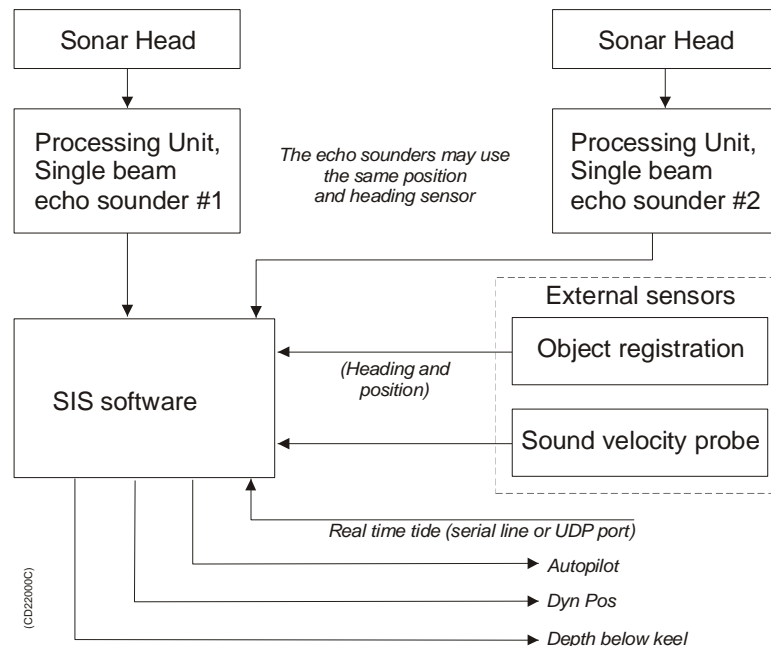 Sonar Head
Sonar Head
Processing Unit,
Single beam
echo sounder #1
The echo sounders may use
the same position
and heading sensor
Processing Unit,
Single beam
echo sounder #2
External sensors
Object registration
(Heading and
position)
SIS software
Sound velocity probe
Real time tide (serial line or UDP port)
Autopilot
Dyn Pos
Depth below keel
(CD22000C)